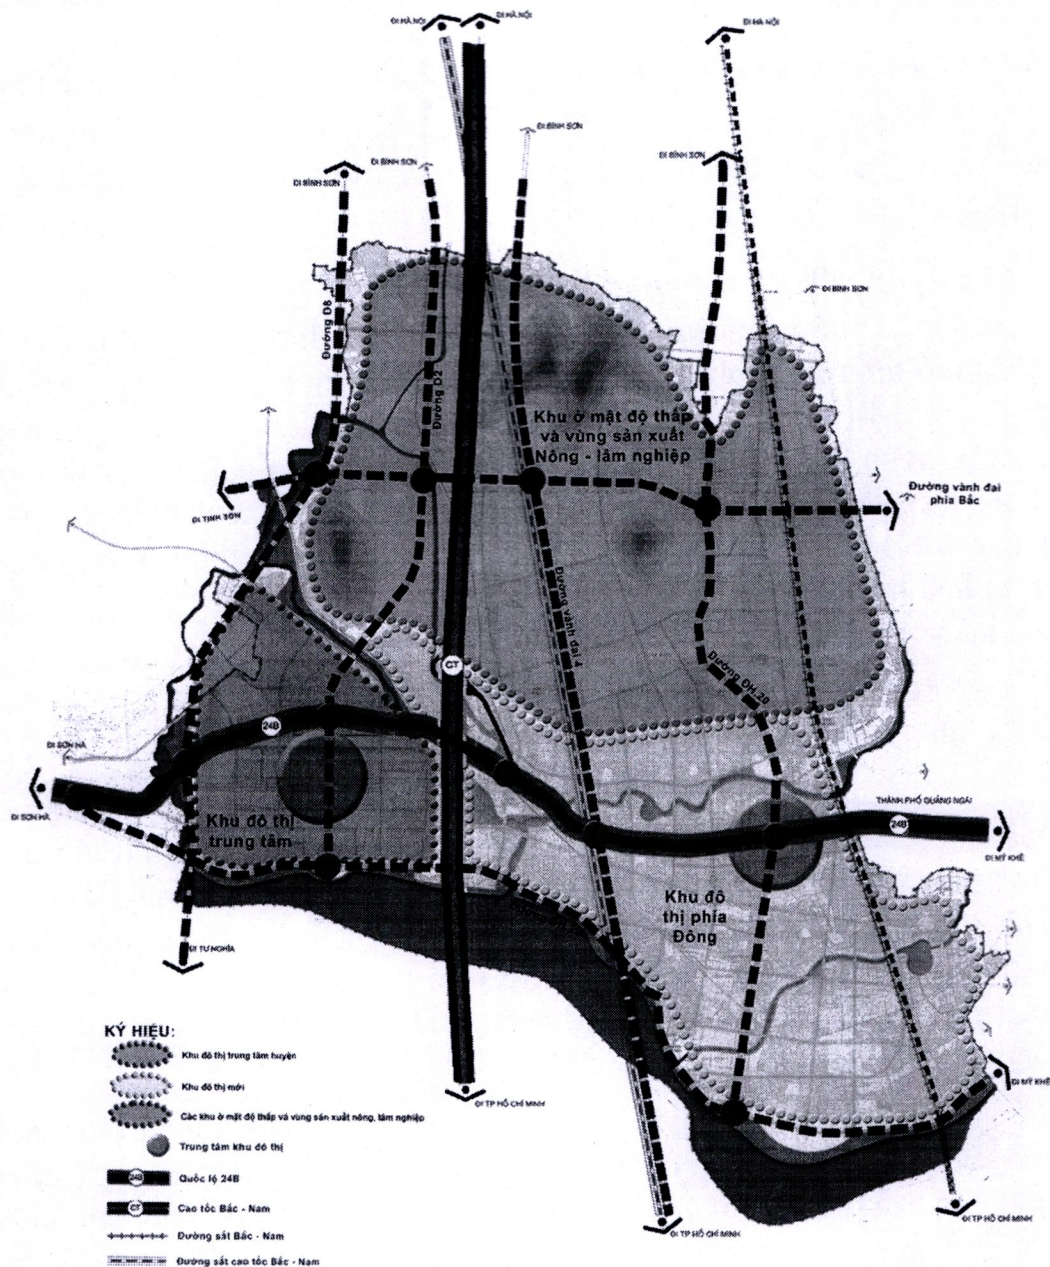 ĐI HÀ NỘI
ĐI HÀ NỘI
ĐI HÀ NỘI
ĐI BÌNH SƠN
ĐI BÌNH SƠN
ĐI BÌNH SƠN
ĐI BÌNH SƠN
ĐI BÌNH SƠN
Đường D8
Đường D2
Khu ở mật độ thấp
và vùng sản xuất
Nông - lâm nghiệp
Đường vành đai
phía Bắc
ĐI TỊNH SƠN
Đường vành đai 1
Đường ĐH.20
CT
24B
ĐI SƠN HÀ
ĐI SƠN HÀ
Khu đô thị
trung tâm
THÀNH PHỐ QUẢNG NGÃI
24B
ĐI MỸ KHÊ
Khu đô
thị phía
Đông
ĐI TƯ NGHĨA
KÝ HIỆU:
Khu đô thị trung tâm huyện
Khu đô thị mới
Các khu ở mật độ thấp và vùng sản xuất nông, lâm nghiệp
Trung tâm khu đô thị
24B
Quốc lộ 24B
CT
Cao tốc Bắc - Nam
Đường sắt Bắc - Nam
Đường sắt cao tốc Bắc - Nam
ĐI TP HỒ CHÍ MINH
ĐI MỸ KHÊ
ĐI TP HỒ CHÍ MINH
ĐI TP HỒ CHÍ MINH